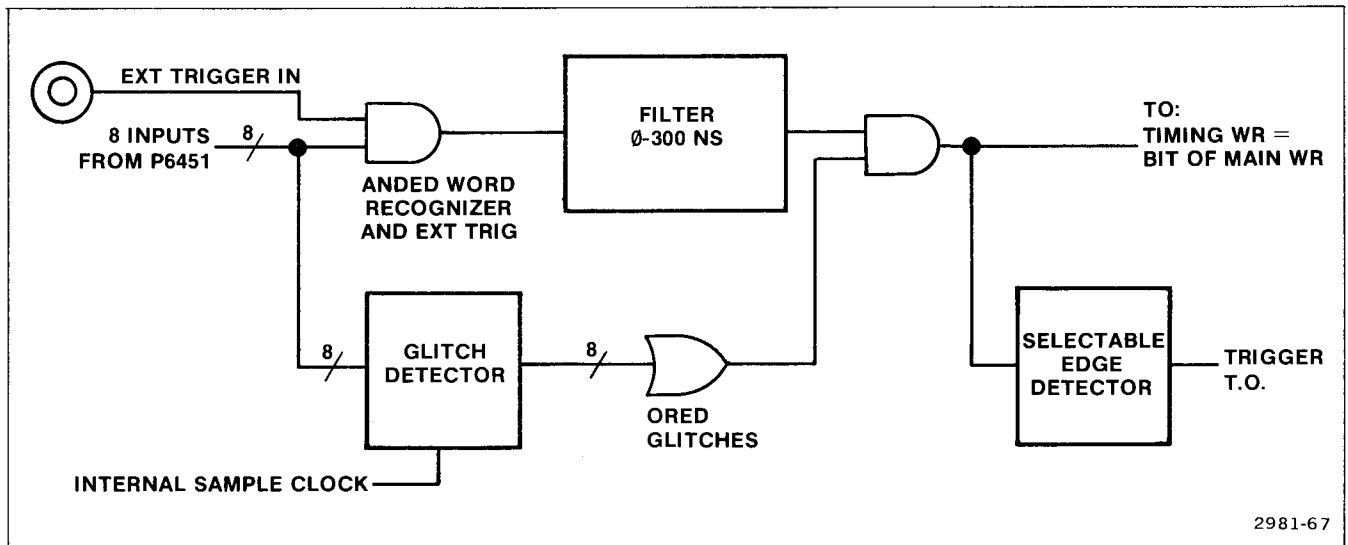 EXT TRIGGER IN
8 INPUTS
FROM P6451
8
ANDED WORD
RECOGNIZER
AND EXT TRIG
FILTER
Ø-300 NS
TO:
TIMING WR =
BIT OF MAIN WR
8
GLITCH
DETECTOR
8
ORED
GLITCHES
SELECTABLE
EDGE
DETECTOR
TRIGGER
T.O.
INTERNAL SAMPLE CLOCK
2981-67